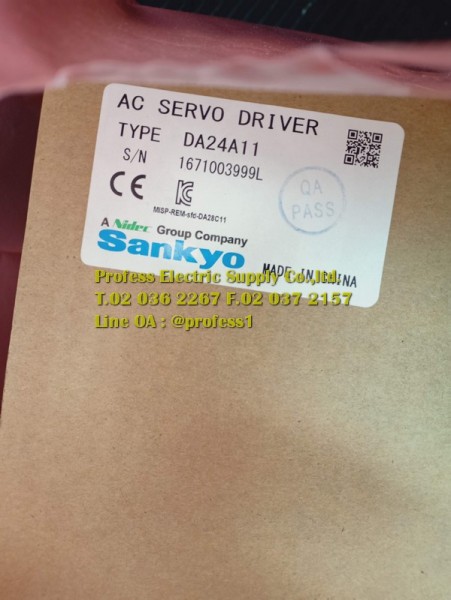 AC SERVO DRIVER
TYPE DA24A11
S/N 1671003999L
QA
PASS
CE
MISP-REM-sfd-DA28C11
A Nidec Group Company
Sankyo
MADE IN CHINA
Profess Electric Supply Co.,Ltd.
T.02 036 2267 F.02 037 2157
Line OA : @profess1